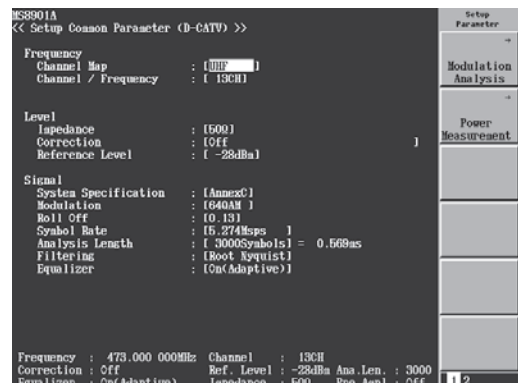 MS8901A
<< Setup Common Parameter (D-CATV) >>
Setup
Parameter
Frequency
Channel Map : [UHF ]
Channel / Frequency : [ 13CH]
→
Modulation
Analysis
Level
Impedance : [50Ω]
Correction : [Off ]
Reference Level : [ -28dBm]
→
Power
Measurement
Signal
System Specification : [AnnexC]
Modulation : [64QAM ]
Roll Off : [0.13]
Symbol Rate : [5.274Msps ]
Analysis Length : [ 3000Symbols] = 0.569ms
Filtering : [Root Nyquist]
Equalizer : [On(Adaptive)]
Frequency : 473.000 000MHz Channel : 13CH
Correction : Off Ref. Level : -28dBm Ana.Len. : 3000
Equalizer : On(Adaptive) Impedance : 50Ω Pre Ampl : Off
1 2